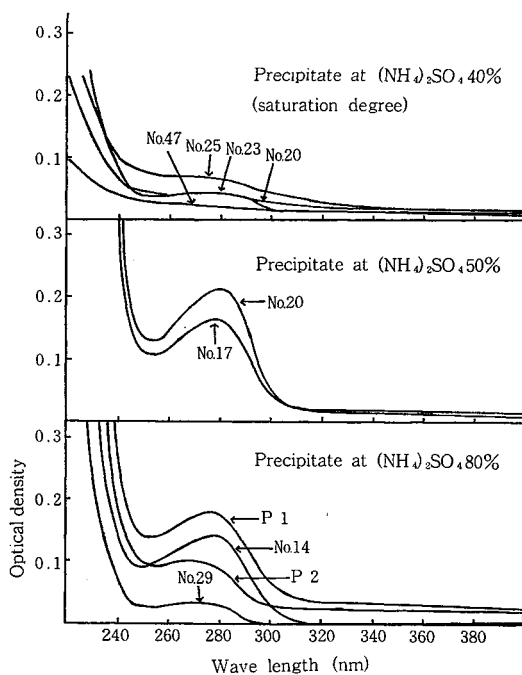 0.3
Precipitate at (NH4)2SO4 40%
(saturation degree)
0.2
No.47 No.25 No.23 No.20
0.1
Precipitate at (NH4)2SO4 50%
0.2
No.20
No.17
0.1
0.3
Precipitate at (NH4)2SO4 80%
0.2
P 1
No.14
0.1
P 2
No.29
Optical density
240 260 280 300 320 340 360 380
Wave length (nm)